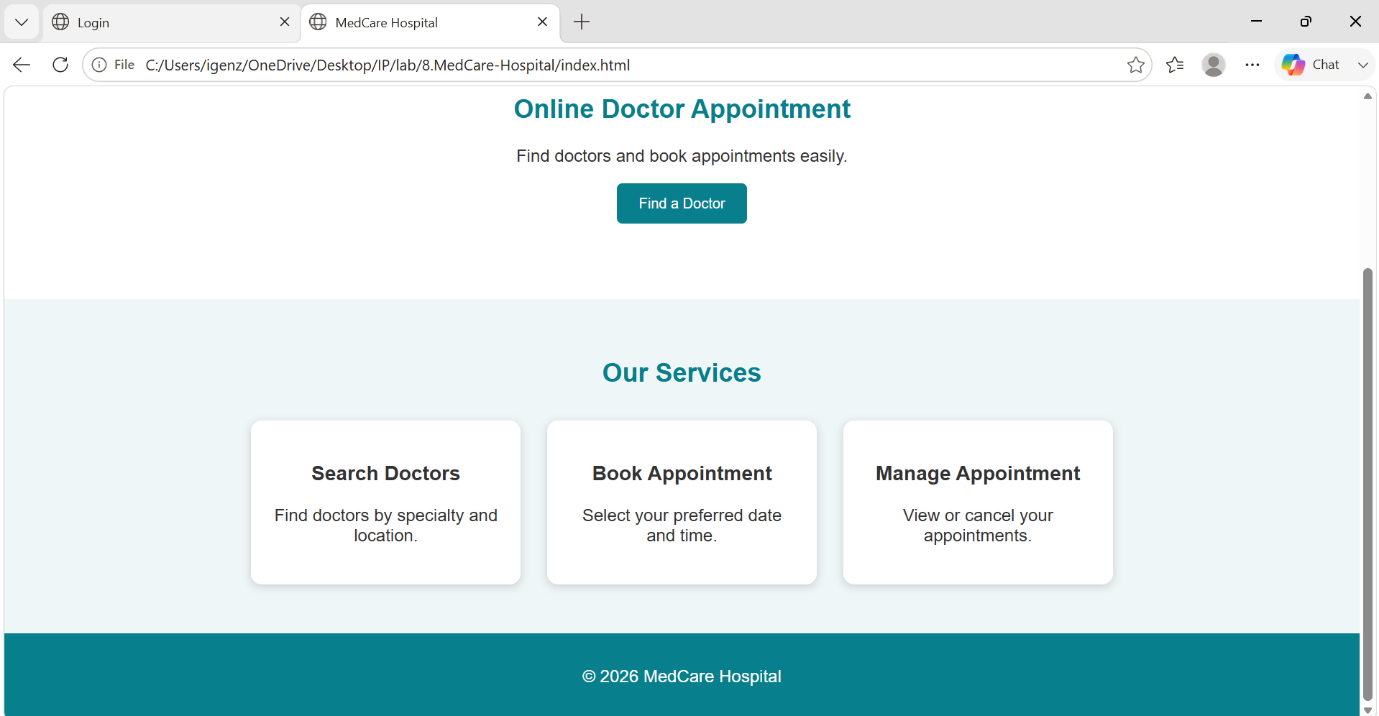 Login
MedCare Hospital
File C:/Users/igenz/OneDrive/Desktop/IP/lab/8.MedCare-Hospital/index.html
Chat
Online Doctor Appointment
Find doctors and book appointments easily.
Find a Doctor
Our Services
Search Doctors
Find doctors by specialty and
location.
Book Appointment
Select your preferred date
and time.
Manage Appointment
View or cancel your
appointments.
© 2026 MedCare Hospital